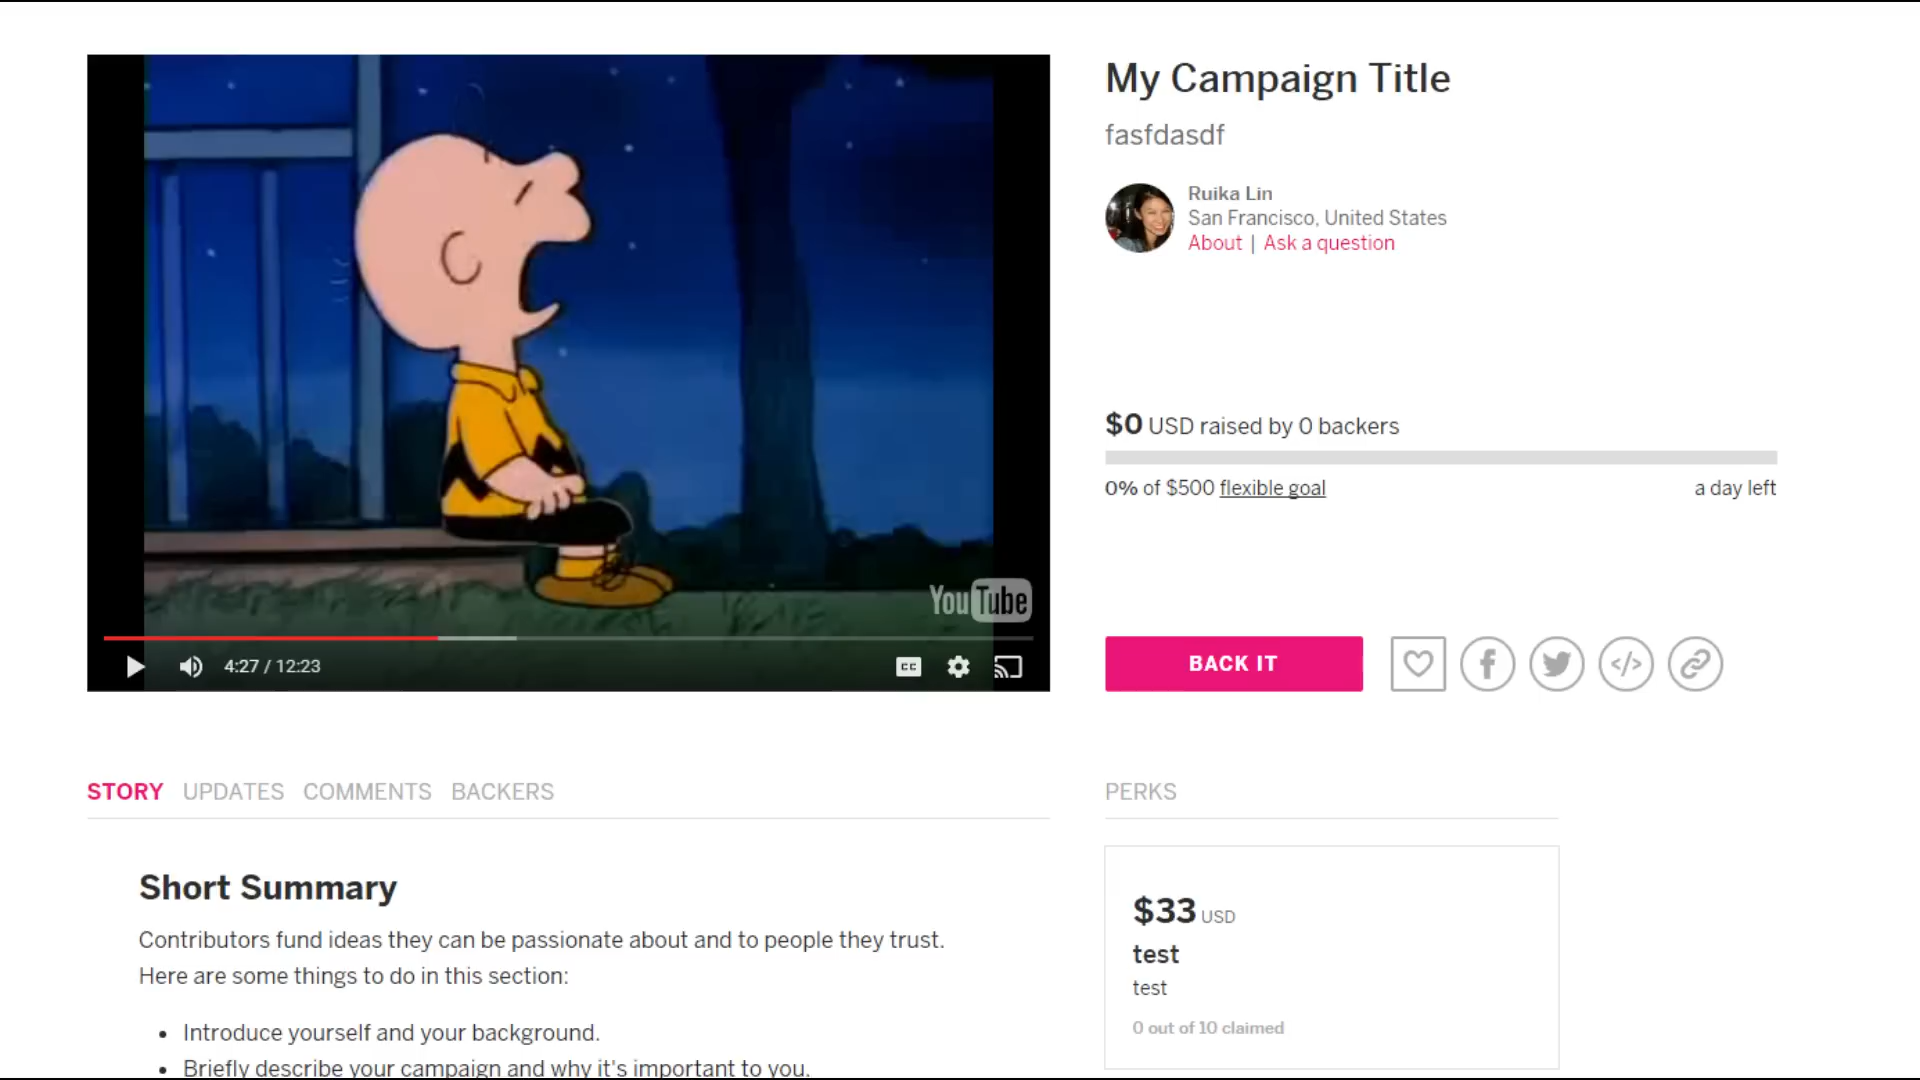 My Campaign Title
fasfdasdf
Ruika Lin
San Francisco, United States
About | Ask a question
$0 USD raised by 0 backers
0% of $500 flexible goal
a day left
YouTube
4:27 / 12:23
CC
BACK IT
</>
STORY UPDATES COMMENTS BACKERS
PERKS
Short Summary
Contributors fund ideas they can be passionate about and to people they trust.
Here are some things to do in this section:
• Introduce yourself and your background.
• Briefly describe your campaign and why it's important to you.
$33 USD
test
test
0 out of 10 claimed